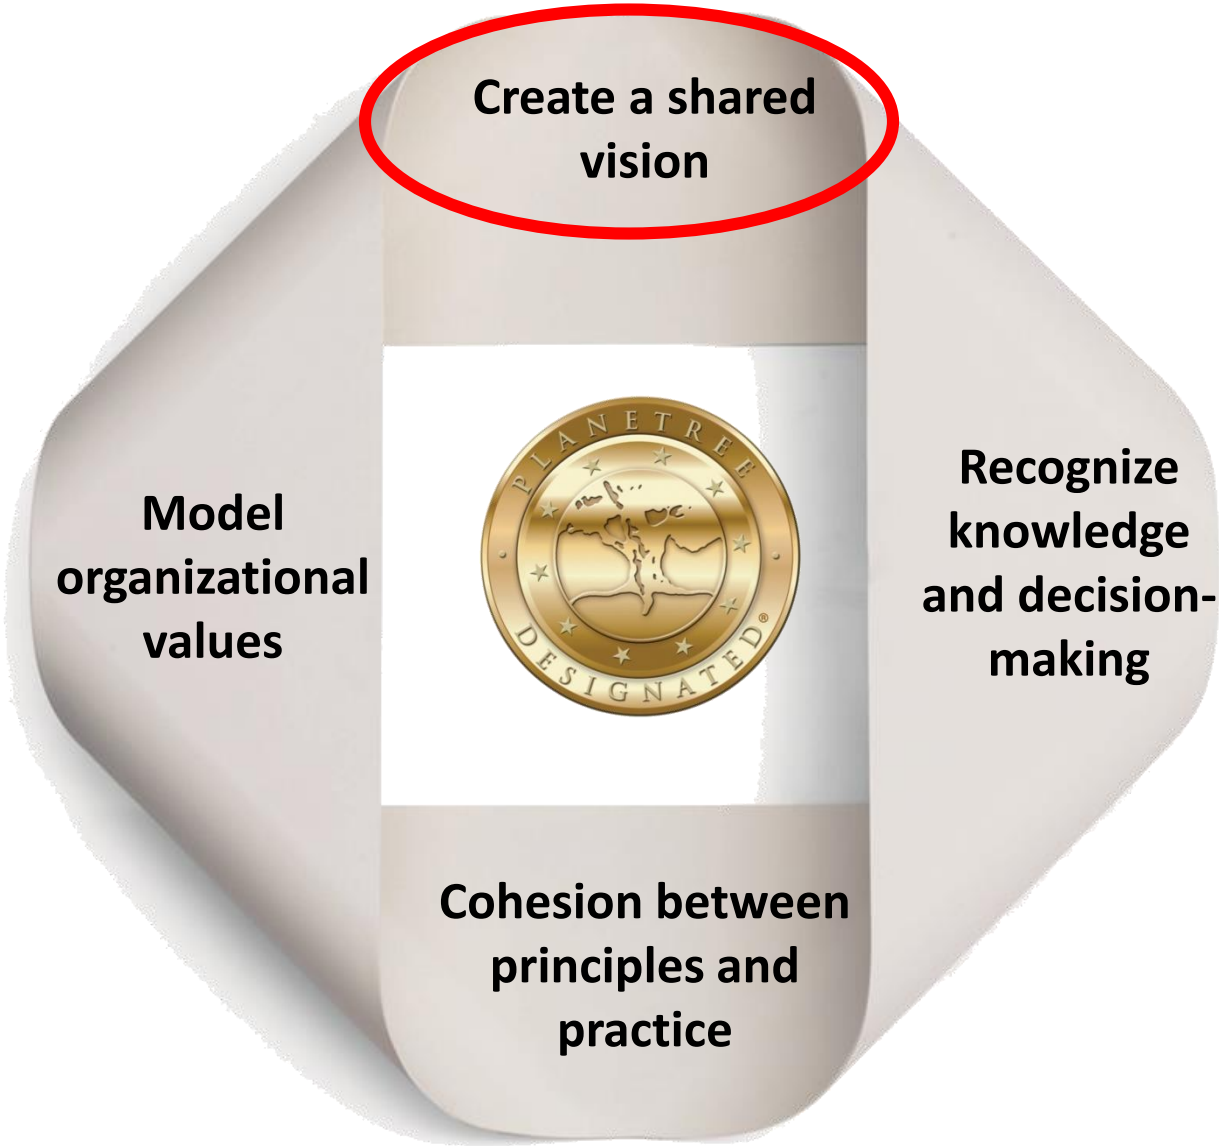 Create a shared
vision
Model
organizational
values
PLANETREE
DESIGNATED®
Recognize
knowledge
and decision-
making
Cohesion between
principles and
practice